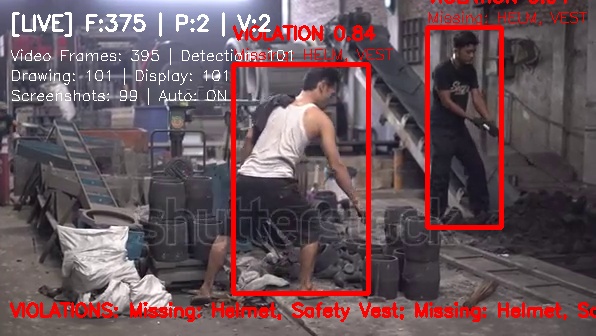 [LIVE] F:375 | P:2 | V:2
VIOLATION 0.84
Missing: HELM, VEST
Missing: HELM, VEST
Video Frames: 395 | Detection: 101
Drawing: 101 | Display: 101
Screenshots: 99 | Auto: ON
shutterstock
VIOLATIONS: Missing: Helmet, Safety Vest; Missing: Helmet, Sa